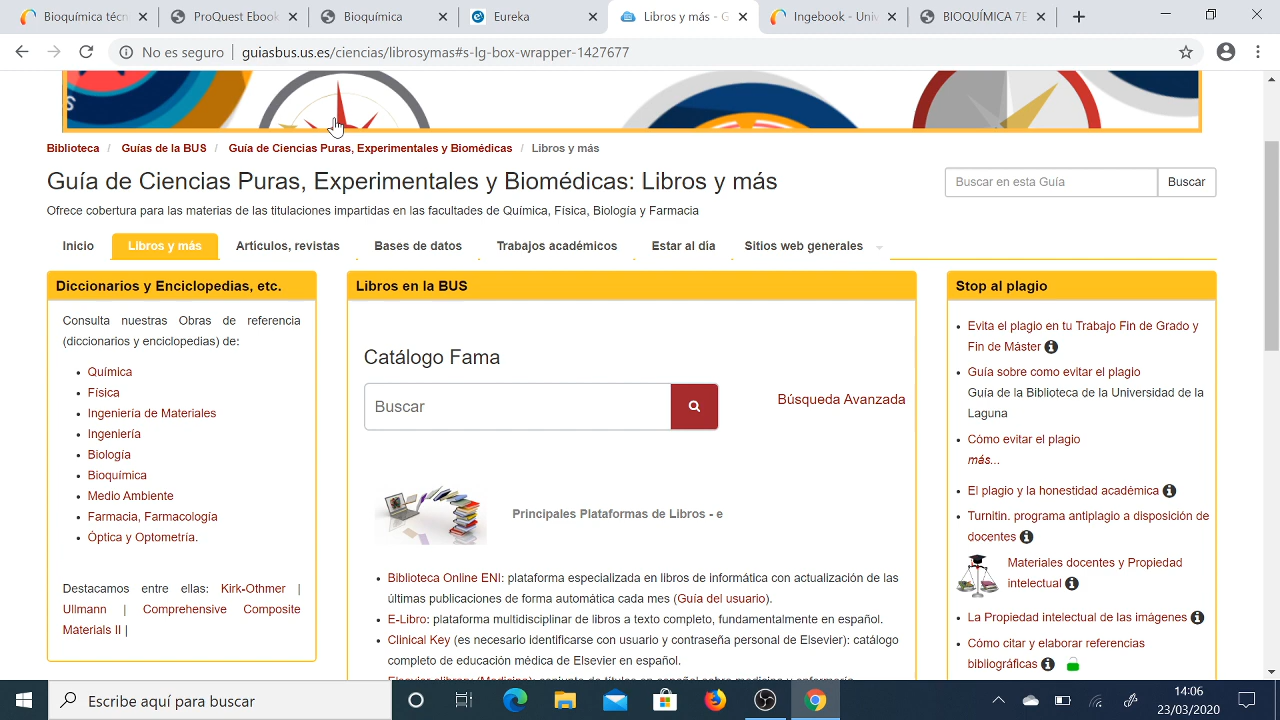 Bioquímica técn
ProQuest Ebook
Bioquímica
Eureka
Libros y más - G
Ingebook - Univ
BIOQUÍMICA 7E
No es seguro | guiasbus.us.es/ciencias/librosymas#s-lg-box-wrapper-1427677
Biblioteca / Guías de la BUS / Guía de Ciencias Puras, Experimentales y Biomédicas / Libros y más
Guía de Ciencias Puras, Experimentales y Biomédicas: Libros y más
Buscar en esta Guía Buscar
Ofrece cobertura para las materias de las titulaciones impartidas en las facultades de Química, Física, Biología y Farmacia
Inicio Libros y más Articulos, revistas Bases de datos Trabajos académicos Estar al día Sitios web generales
Diccionarios y Enciclopedias, etc.
Consulta nuestras Obras de referencia
(diccionarios y enciclopedias) de:
Química
Física
Ingeniería de Materiales
Ingeniería
Biología
Bioquímica
Medio Ambiente
Farmacia, Farmacología
Óptica y Optometría.
Destacamos entre ellas: Kirk-Othmer |
Ullmann | Comprehensive Composite
Materials II |
Libros en la BUS
Catálogo Fama
Buscar
Búsqueda Avanzada
Principales Plataformas de Libros - e
Biblioteca Online ENI: plataforma especializada en libros de informática con actualización de las
últimas publicaciones de forma automática cada mes (Guía del usuario).
E-Libro: plataforma multidisciplinar de libros a texto completo, fundamentalmente en español.
Clinical Key (es necesario identificarse con usuario y contraseña personal de Elsevier): catálogo
completo de educación médica de Elsevier en español.
Stop al plagio
Evita el plagio en tu Trabajo Fin de Grado y
Fin de Máster
Guía sobre como evitar el plagio
Guía de la Biblioteca de la Universidad de la
Laguna
Cómo evitar el plagio
más...
El plagio y la honestidad académica
Turnitin. programa antiplagio a disposición de
docentes
Materiales docentes y Propiedad
intelectual
La Propiedad intelectual de las imágenes
Cómo citar y elaborar referencias
bibliográficas
Escribe aquí para buscar
14:06
23/03/2020